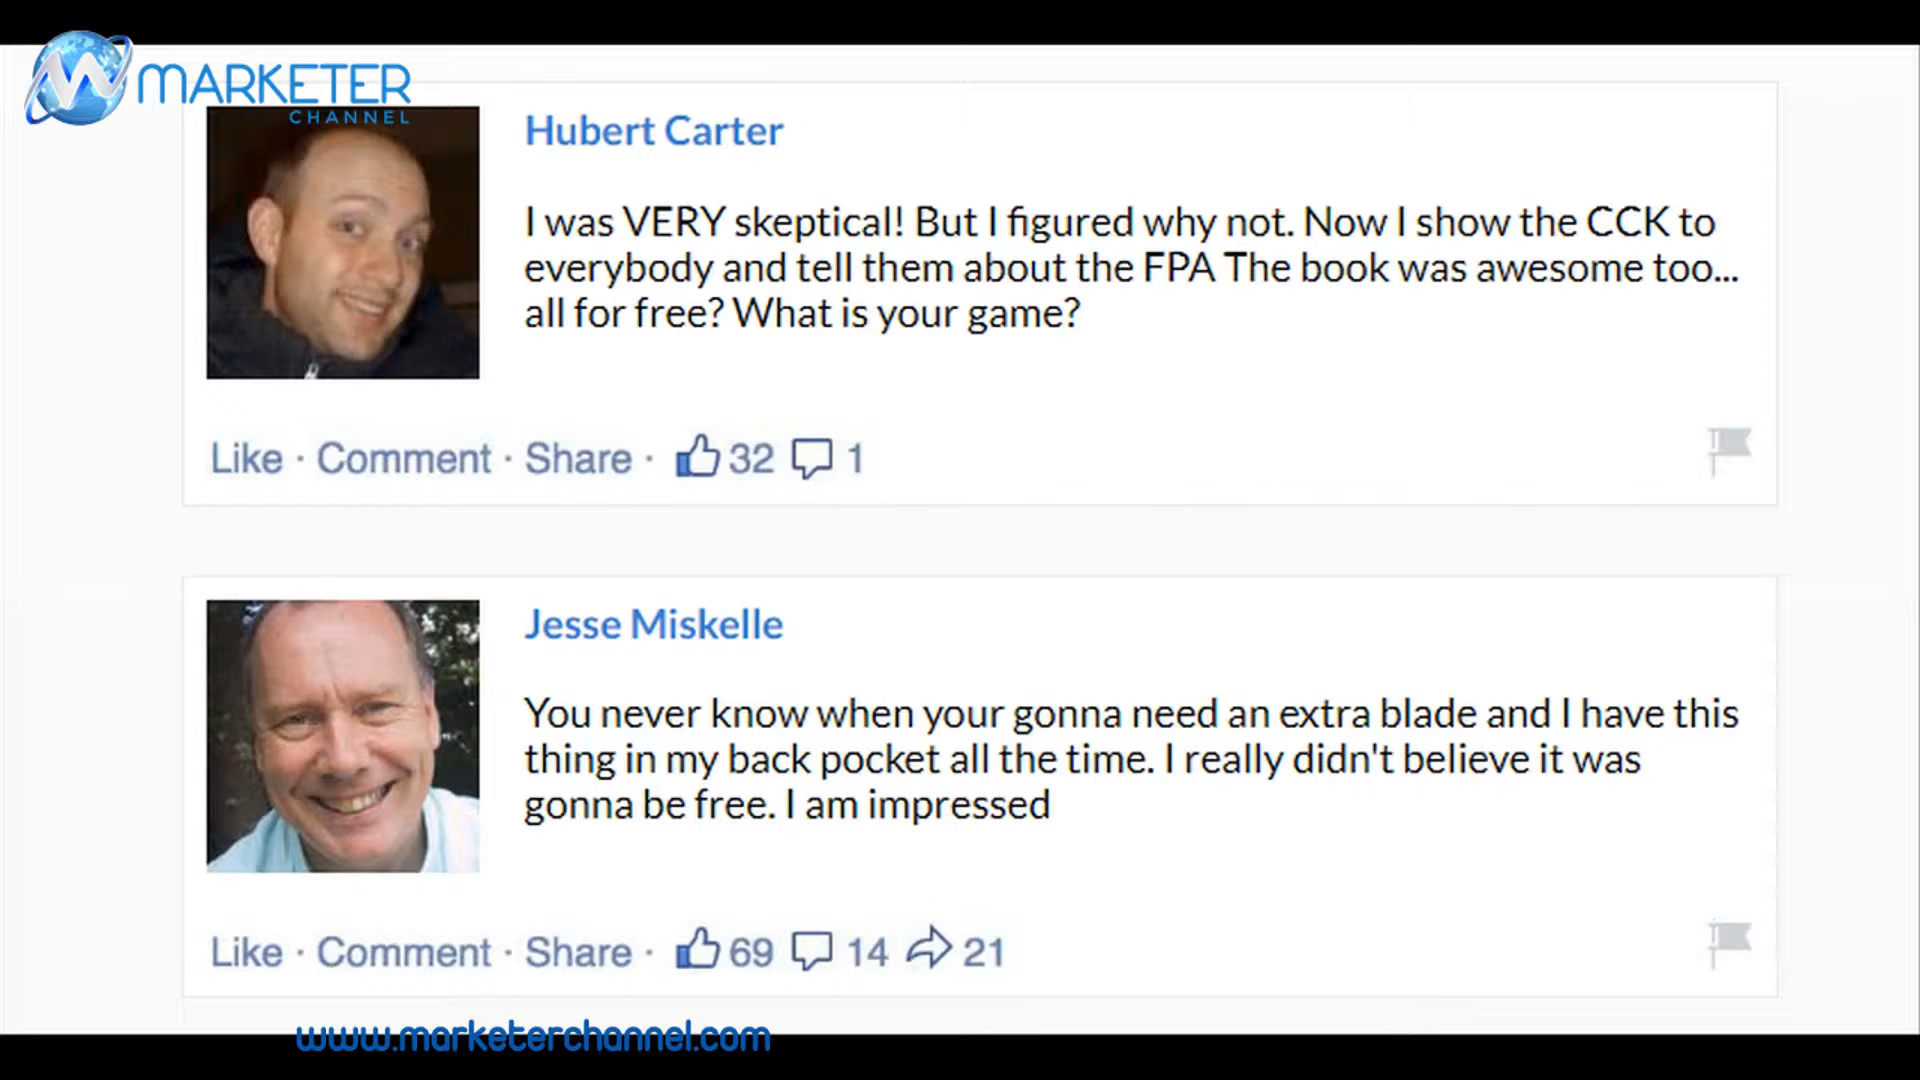 MARKETER
CHANNEL
Hubert Carter
I was VERY skeptical! But I figured why not. Now I show the CCK to
everybody and tell them about the FPA The book was awesome too...
all for free? What is your game?
Like · Comment · Share · 32 1
Jesse Miskelle
You never know when your gonna need an extra blade and I have this
thing in my back pocket all the time. I really didn't believe it was
gonna be free. I am impressed
Like · Comment · Share · 69 14 21
www.marketerchannel.com